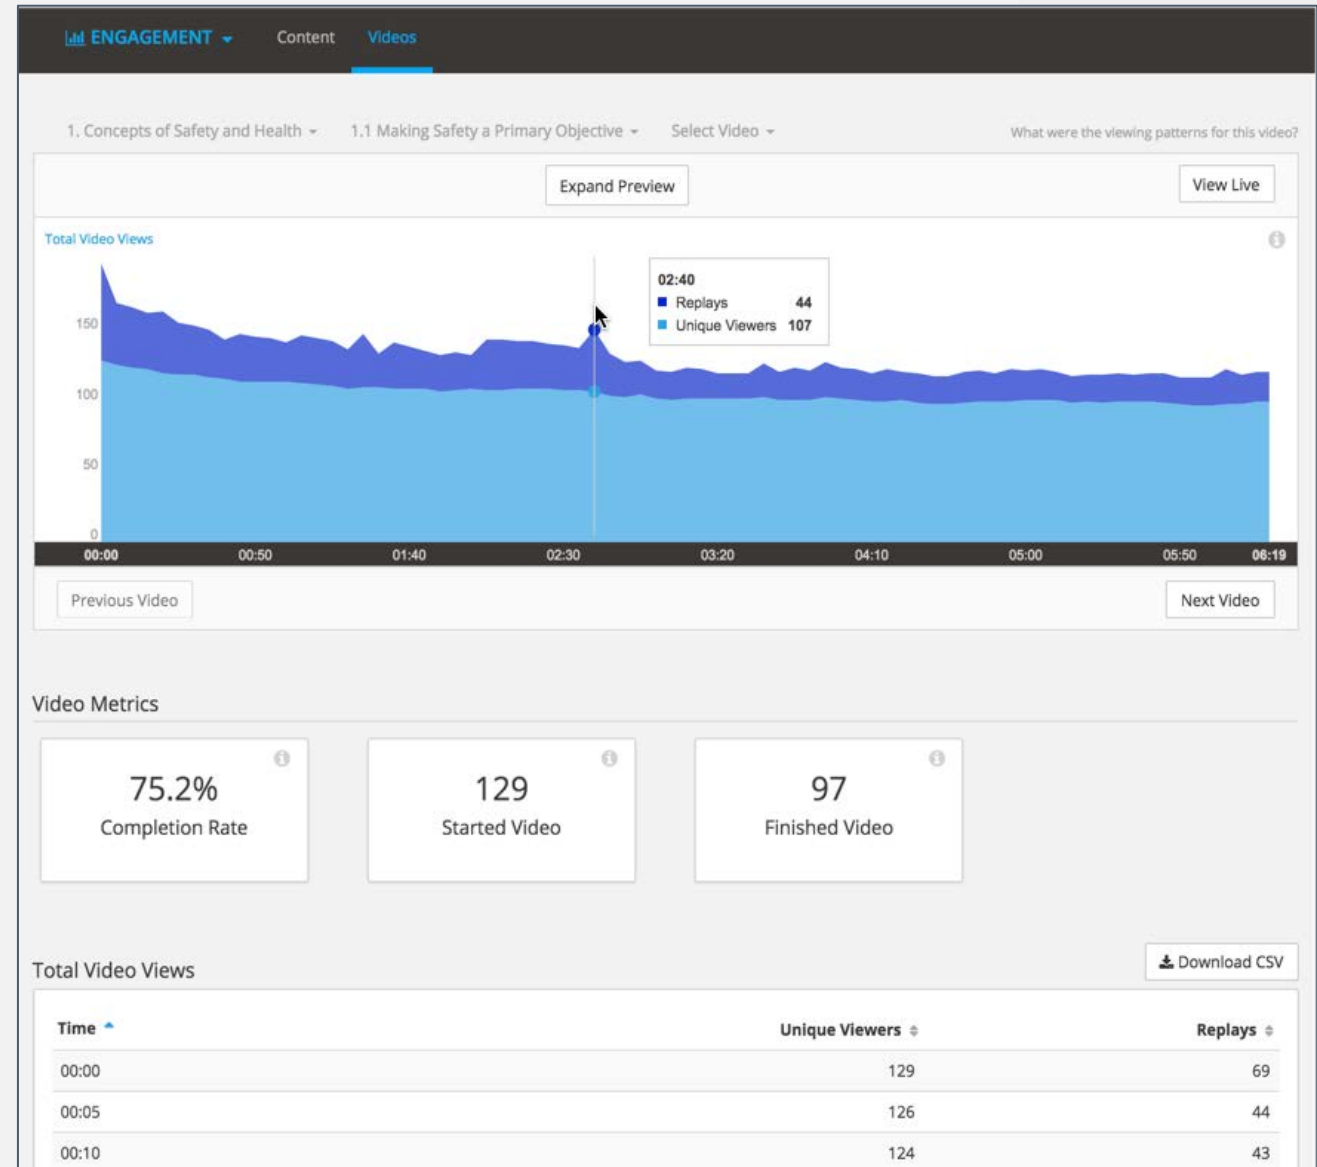 ENGAGEMENT Content Videos
1. Concepts of Safety and Health 1.1 Making Safety a Primary Objective Select Video What were the viewing patterns for this video?
Expand Preview View Live
Total Video Views
02:40
Replays 44
Unique Viewers 107
150
100
50
0
00:00 00:50 01:40 02:30 03:20 04:10 05:00 05:50 06:19
Previous Video Next Video
Video Metrics
75.2% 129 97
Completion Rate Started Video Finished Video
Download CSV
Total Video Views
Time Unique Viewers Replays
00:00 129 69
00:05 126 44
00:10 124 43